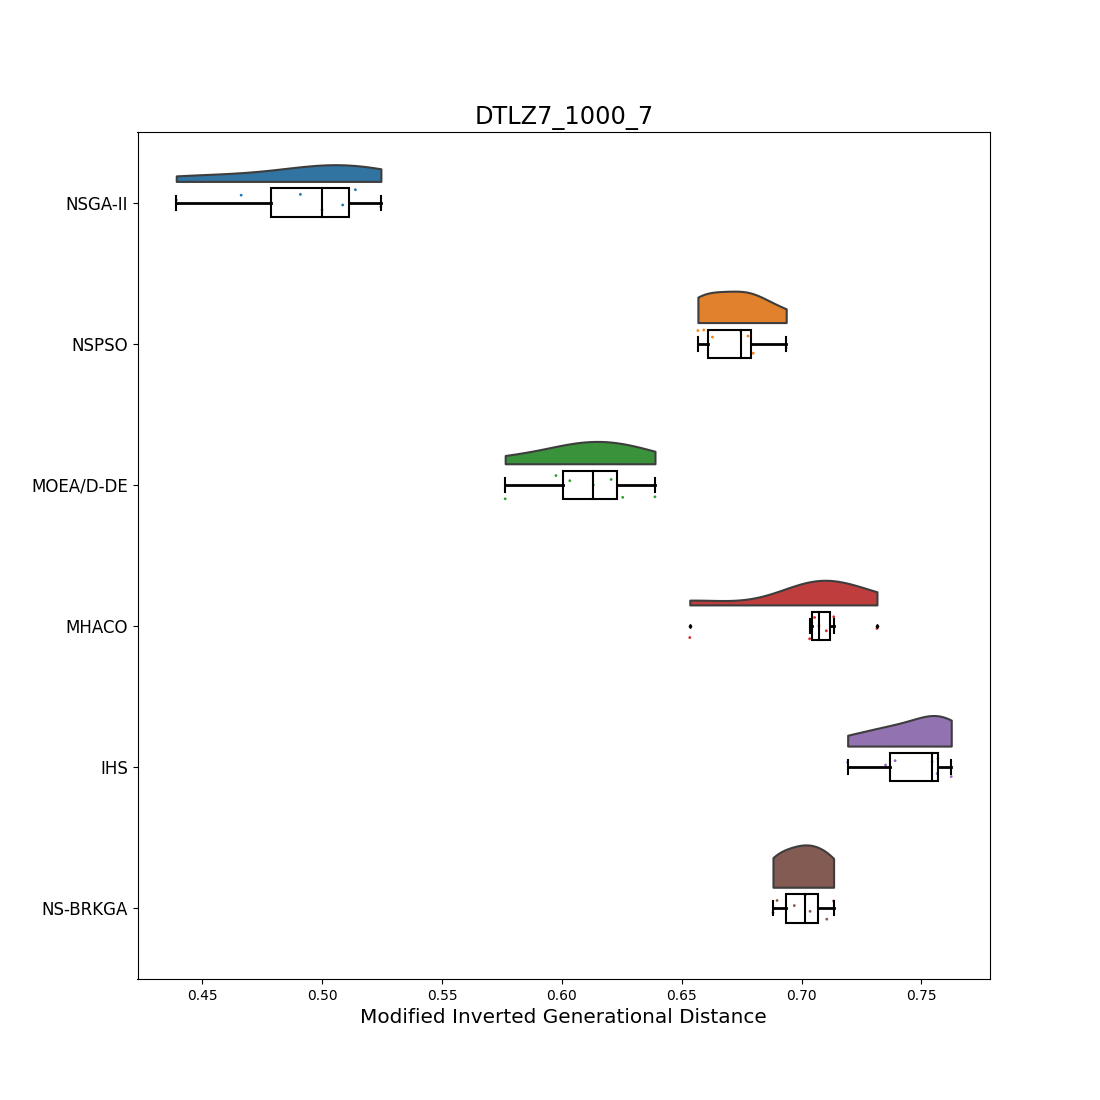 DTLZ7_1000_7
NSGA-II
NSPSO
MOEA/D-DE
MHACO
IHS
NS-BRKGA
0.45 0.50 0.55 0.60 0.65 0.70 0.75
Modified Inverted Generational Distance